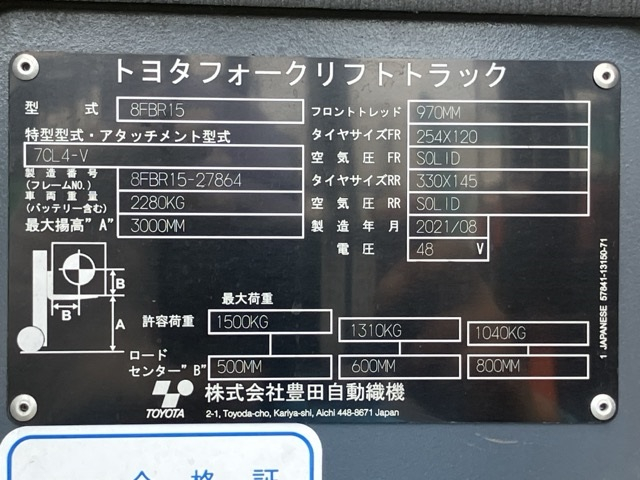 トヨタフォークリフトトラック
型 式 8FBR15
特型型式・アタッチメント型式
7CL4-V
製造番号
(フレームNO.) 8FBR15-27864
車両重量
(バッテリー含む) 2280KG
最大揚高"A" 3000MM
フロントトレッド 970MM
タイヤサイズFR 254X120
空気圧 FR SOLID
タイヤサイズRR 330X145
空気圧 RR SOLID
製造年月 2021/08
電圧 48 V
B
B
A
最大荷重
許容荷重 1500KG 1310KG 1040KG
ロード
センター"B" 500MM 600MM 800MM
TOYOTA
株式会社豊田自動織機
2-1, Toyoda-cho, Kariya-shi, Aichi 448-8671 Japan
1 JAPANESE 57841-13150-71
合格証